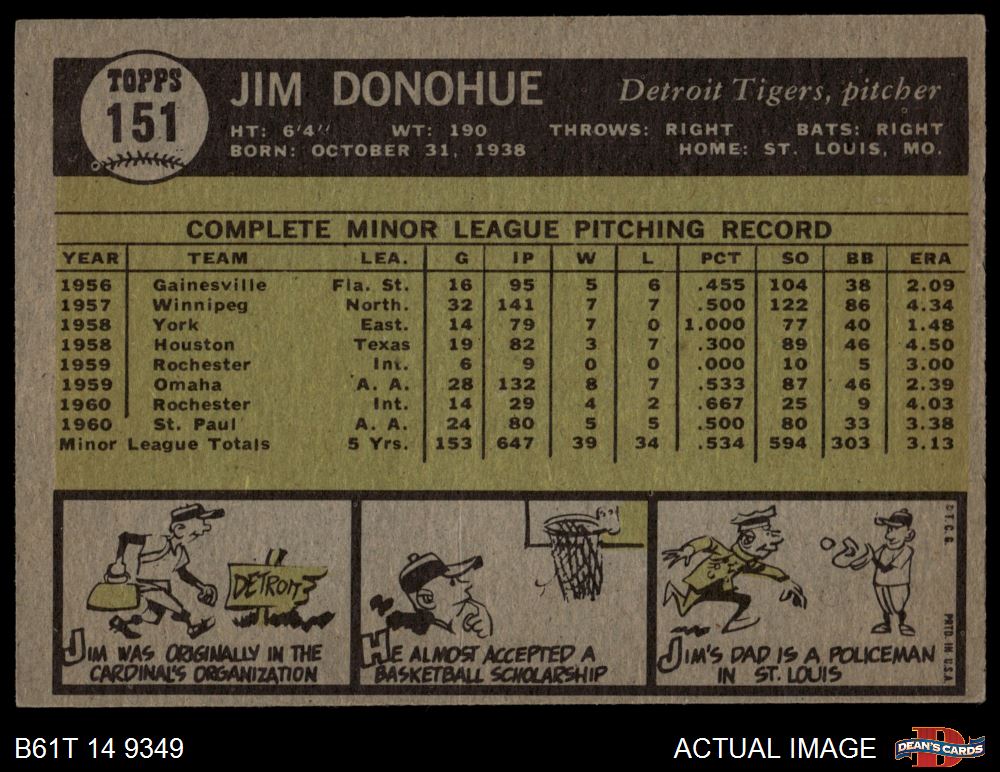 TOPPS
151
JIM DONOHUE
Detroit Tigers, pitcher
HT: 6'4" WT: 190 THROWS: RIGHT BATS: RIGHT
BORN: OCTOBER 31, 1938 HOME: ST. LOUIS, MO.
COMPLETE MINOR LEAGUE PITCHING RECORD
YEAR TEAM LEA. G IP W L PCT SO BB ERA
1956 Gainesville Fla. St. 16 95 5 6 .455 104 38 2.09
1957 Winnipeg North. 32 141 7 7 .500 122 86 4.34
1958 York East. 14 79 7 0 1.000 77 40 1.48
1958 Houston Texas 19 82 3 7 .300 89 46 4.50
1959 Rochester Int. 6 9 0 0 .000 10 5 3.00
1959 Omaha A. A. 28 132 8 7 .533 87 46 2.39
1960 Rochester Int. 14 29 4 2 .667 25 9 4.03
1960 St. Paul A. A. 24 80 5 5 .500 80 33 3.38
Minor League Totals 5 Yrs. 153 647 39 34 .534 594 303 3.13
DETROIT
JIM WAS ORIGINALLY IN THE
CARDINAL'S ORGANIZATION
HE ALMOST ACCEPTED A
BASKETBALL SCHOLARSHIP
JIM'S DAD IS A POLICEMAN
IN ST. LOUIS
© T. C. G.
PRTD. IN U.S.A.
B61T 14 9349
ACTUAL IMAGE
D
DEAN'S CARDS